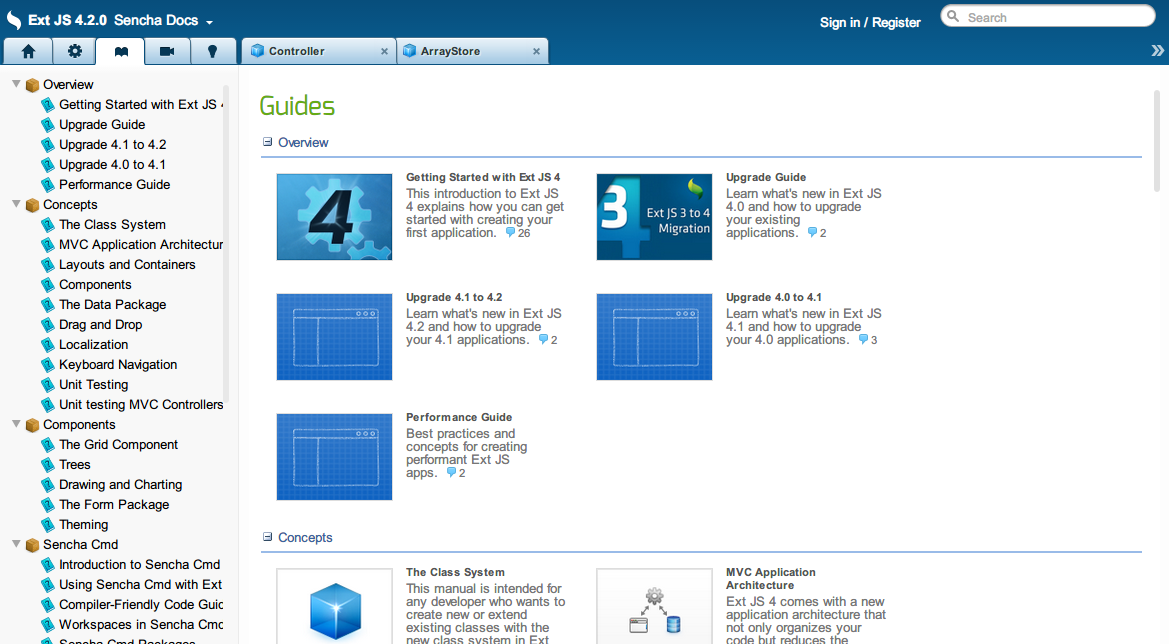 Ext JS 4.2.0 Sencha Docs
Sign in / Register
Search
Controller
ArrayStore
Overview
Getting Started with Ext JS
Upgrade Guide
Upgrade 4.1 to 4.2
Upgrade 4.0 to 4.1
Performance Guide
Concepts
The Class System
MVC Application Architectur
Layouts and Containers
Components
The Data Package
Drag and Drop
Localization
Keyboard Navigation
Unit Testing
Unit testing MVC Controllers
Components
The Grid Component
Trees
Drawing and Charting
The Form Package
Theming
Sencha Cmd
Introduction to Sencha Cmd
Using Sencha Cmd with Ext
Compiler-Friendly Code Guid
Workspaces in Sencha Cmd
Sencha Cmd Packages
Guides
Overview
4
Getting Started with Ext JS 4
This introduction to Ext JS
4 explains how you can get
started with creating your
first application. 26
3
4
Ext JS 3 to 4
Migration
Upgrade Guide
Learn what's new in Ext JS
4.0 and how to upgrade
your existing
applications. 2
Upgrade 4.1 to 4.2
Learn what's new in Ext JS
4.2 and how to upgrade
your 4.1 applications. 2
Upgrade 4.0 to 4.1
Learn what's new in Ext JS
4.1 and how to upgrade
your 4.0 applications. 3
Performance Guide
Best practices and
concepts for creating
performant Ext JS
apps. 2
Concepts
The Class System
This manual is intended for
any developer who wants to
create new or extend
existing classes with the
new class system in Ext
MVC Application
Architecture
Ext JS 4 comes with a new
application architecture that
not only organizes your
code but reduces the